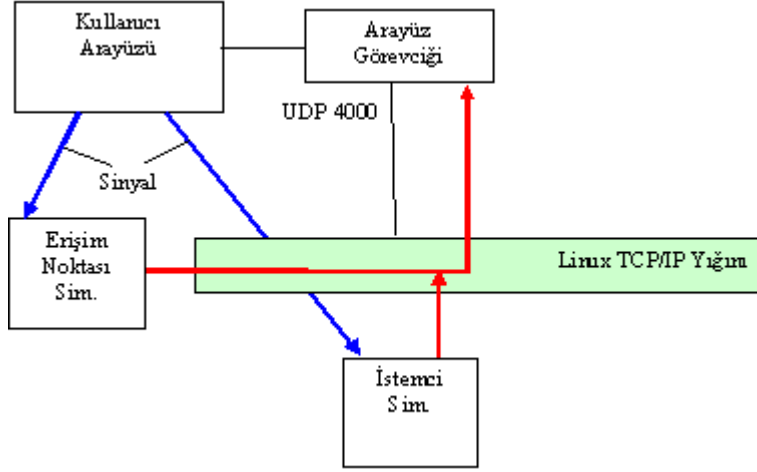 Kullanıcı
Arayüzü
Arayüz
Görevciği
UDP 4000
Sinyal
Erişim
Noktası
Sim.
Linux TCP/IP Yığını
İstemci
Sim.